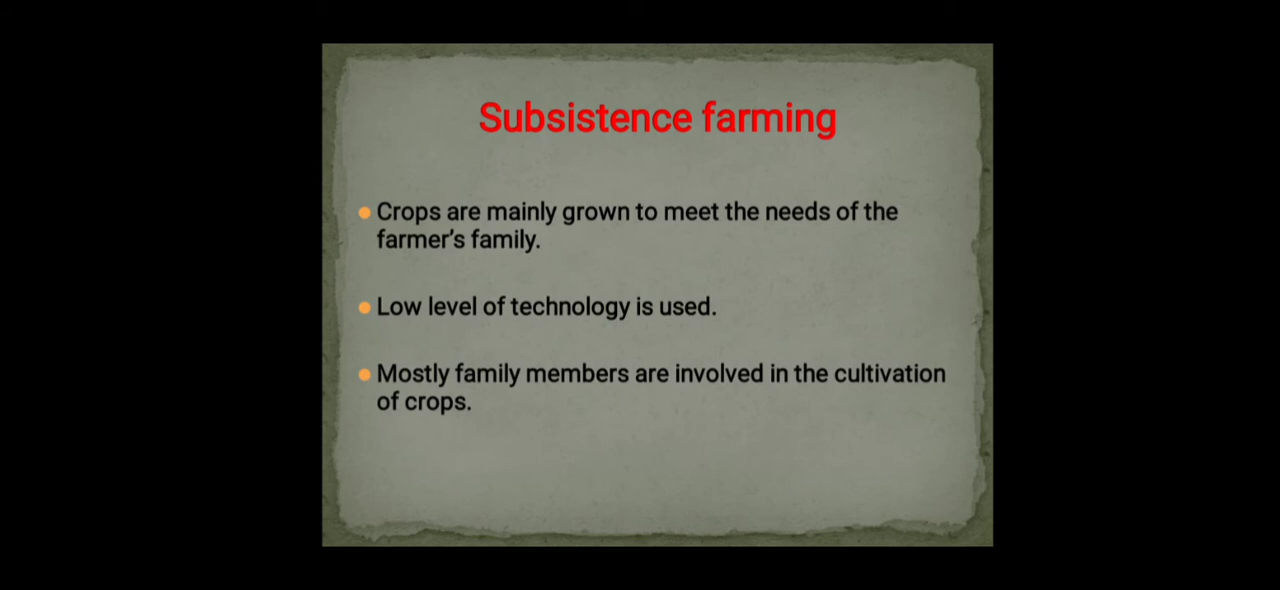 Subsistence farming
Crops are mainly grown to meet the needs of the
farmer’s family.
Low level of technology is used.
Mostly family members are involved in the cultivation
of crops.